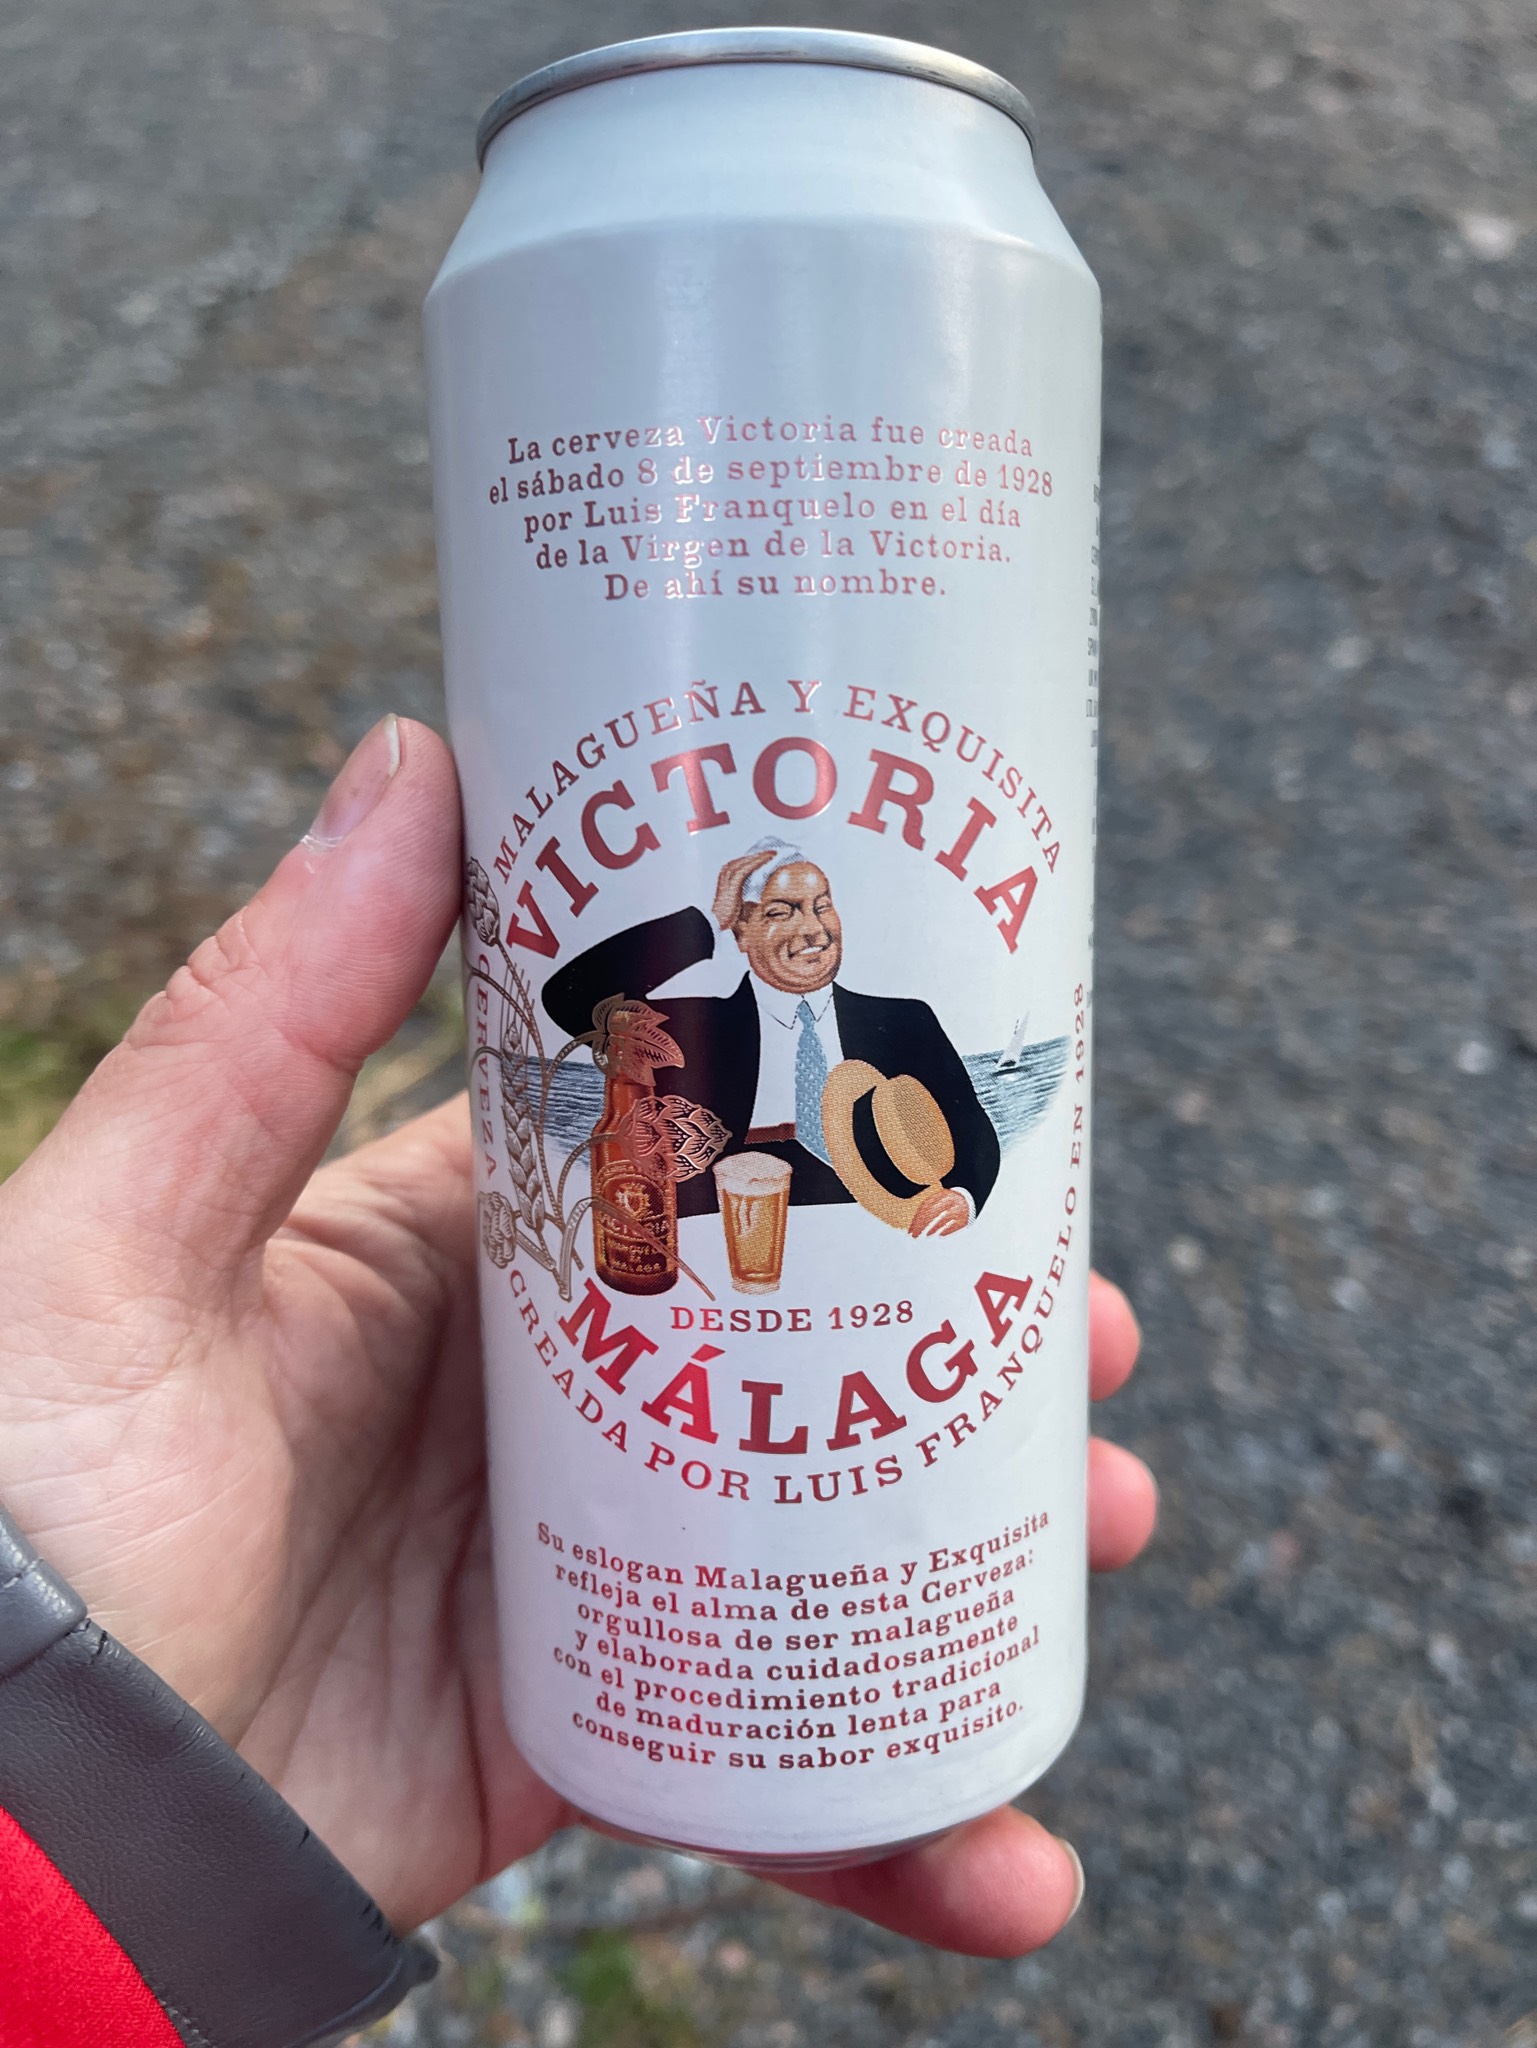 La cerveza Victoria fue creada
el sábado 8 de septiembre de 1928
por Luis Franquelo en el día
de la Virgen de la Victoria.
De ahí su nombre.
MALAGUEÑA Y EXQUISITA
VICTORIA
CERVEZA
VICTORIA
MALAGA
DESDE 1928
MÁLAGA
CREADA POR LUIS FRANQUELO EN 1928
Su eslogan Malagueña y Exquisita
refleja el alma de esta Cerveza:
orgullosa de ser malagueña
y elaborada cuidadosamente
con el procedimiento tradicional
de maduración lenta para
conseguir su sabor exquisito.